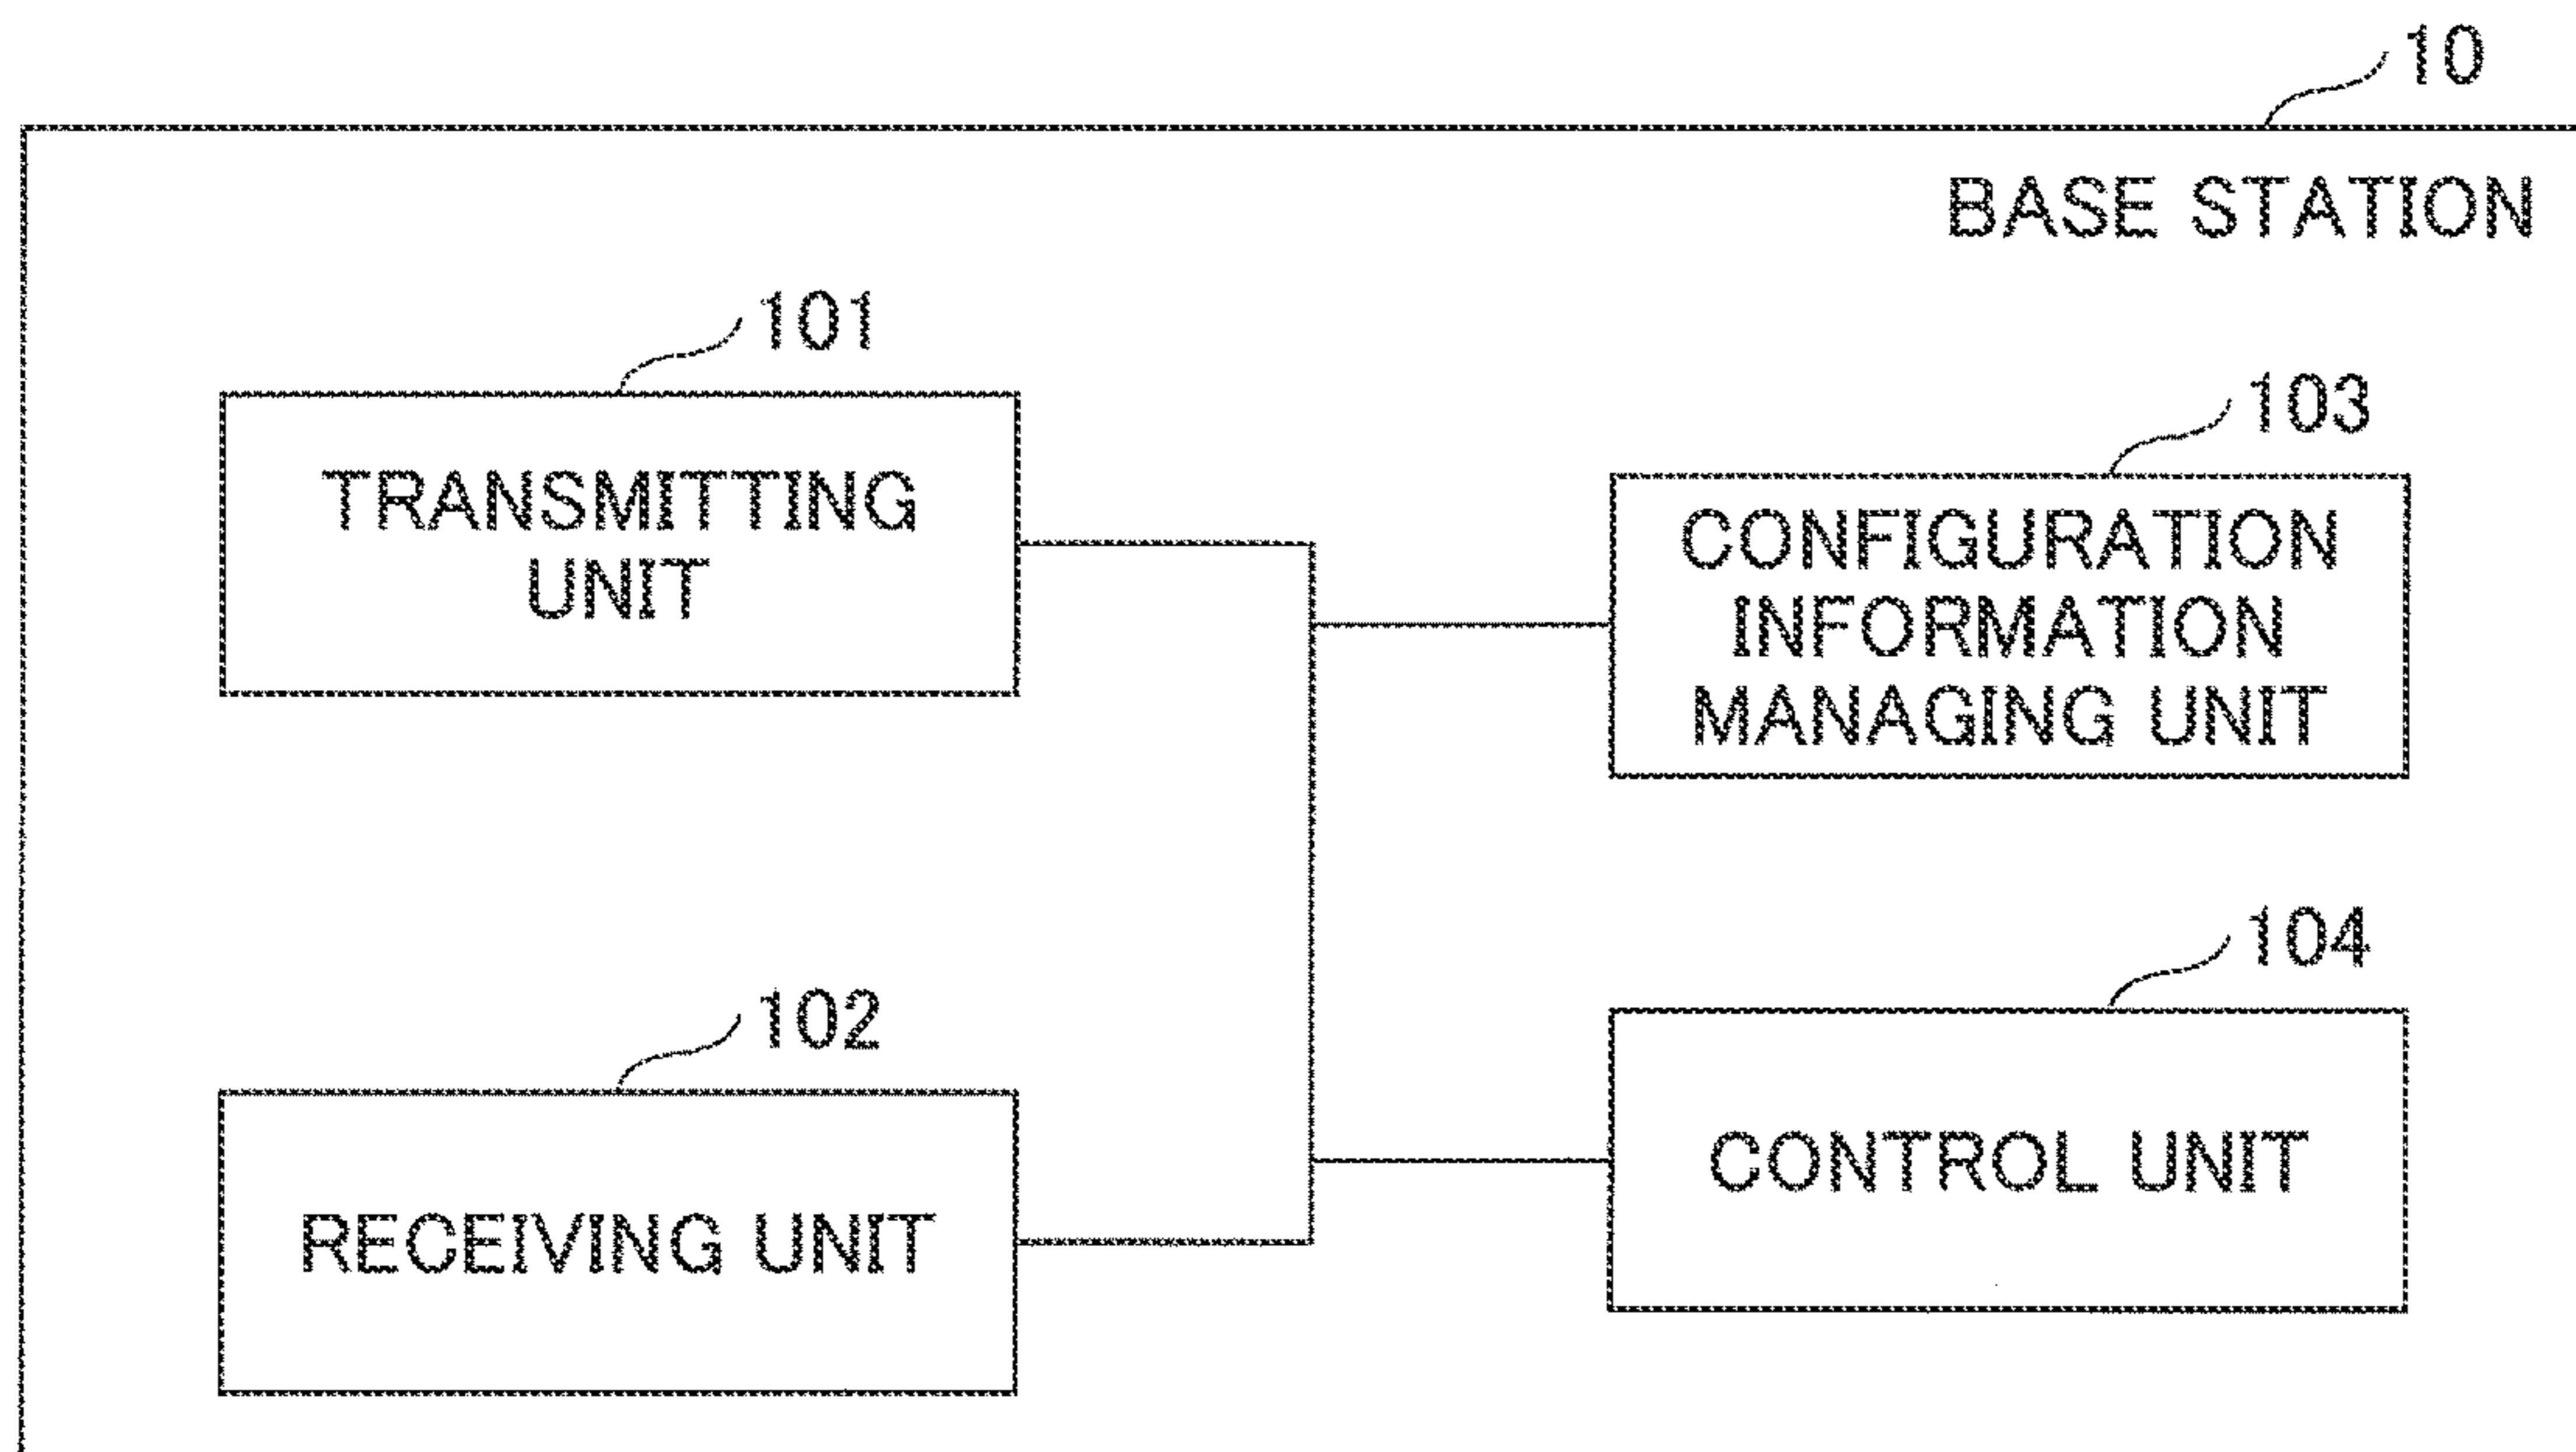 10
BASE STATION
101
TRANSMITTING
UNIT
103
CONFIGURATION
INFORMATION
MANAGING UNIT
102
RECEIVING UNIT
104
CONTROL UNIT